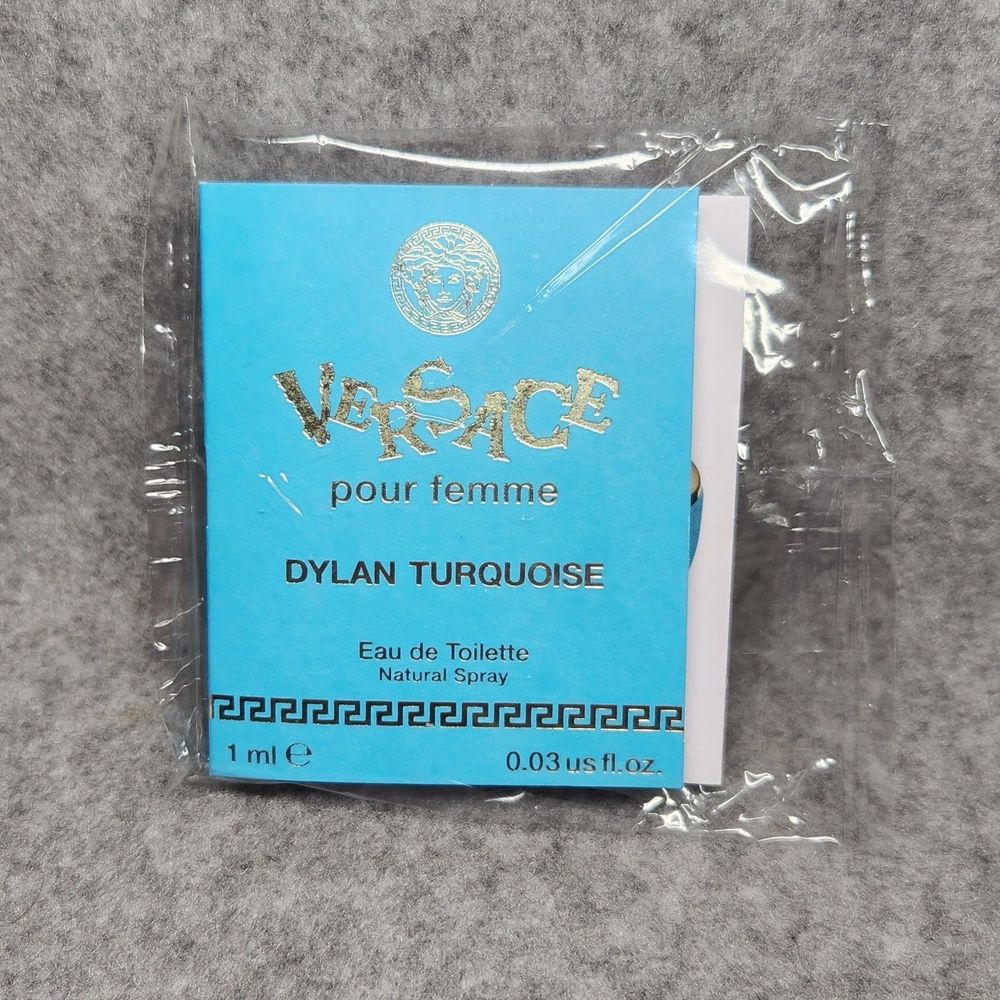 VERSACE
pour femme
DYLAN TURQUOISE
Eau de Toilette
Natural Spray
1 ml ℮
0.03 us fl.oz.